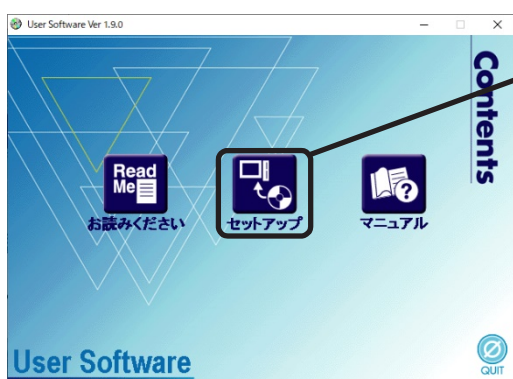 User Software Ver 1.9.0
Contents
Read
Me
お読みください
セットアップ
マニュアル
User Software
QUIT